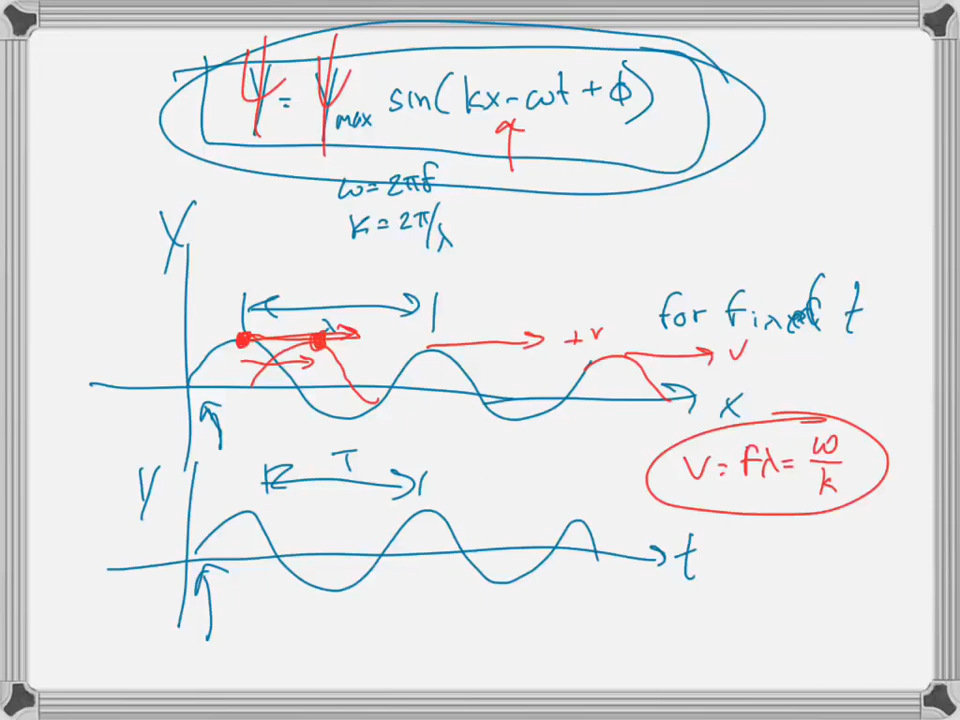 ψ = ψmax sin(kx - ωt + φ)
ω = 2πf
k = 2π/λ
Y
λ
for fixed t
+v
v
x
v = fλ = ω/k
T
y
t